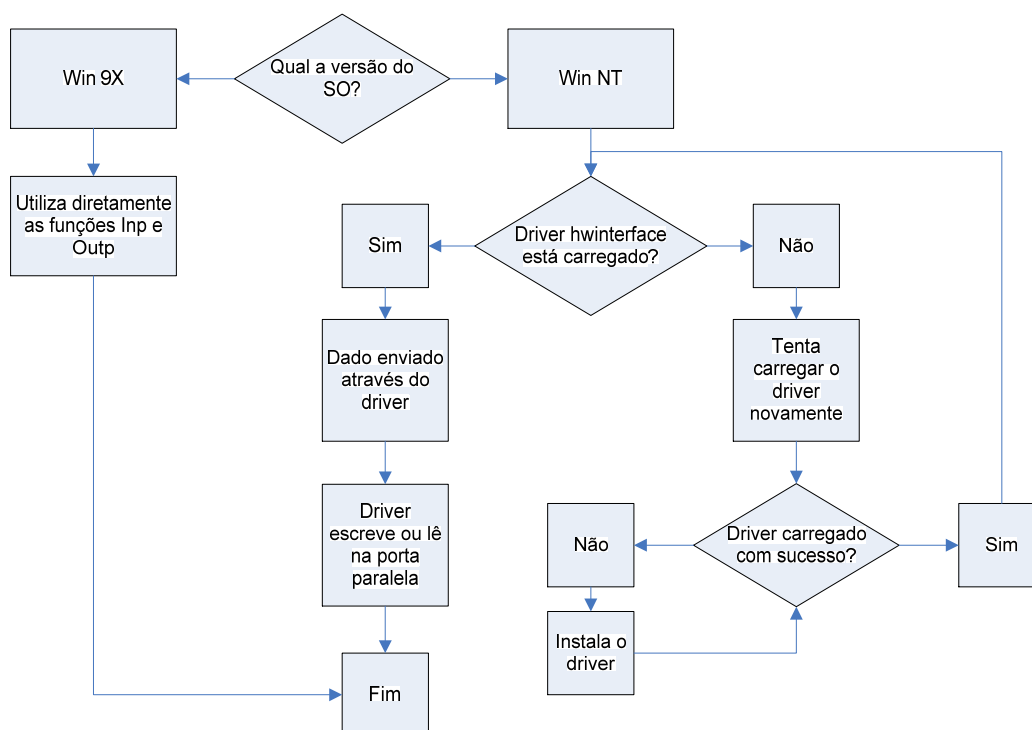 Win 9X
Qual a versão do
SO?
Win NT
Utiliza diretamente
as funções Inp e
Outp
Sim
Driver hwinterface
está carregado?
Não
Dado enviado
através do
driver
Tenta
carregar o
driver
novamente
Driver
escreve ou lê
na porta
paralela
Não
Driver carregado
com sucesso?
Sim
Instala o
driver
Fim